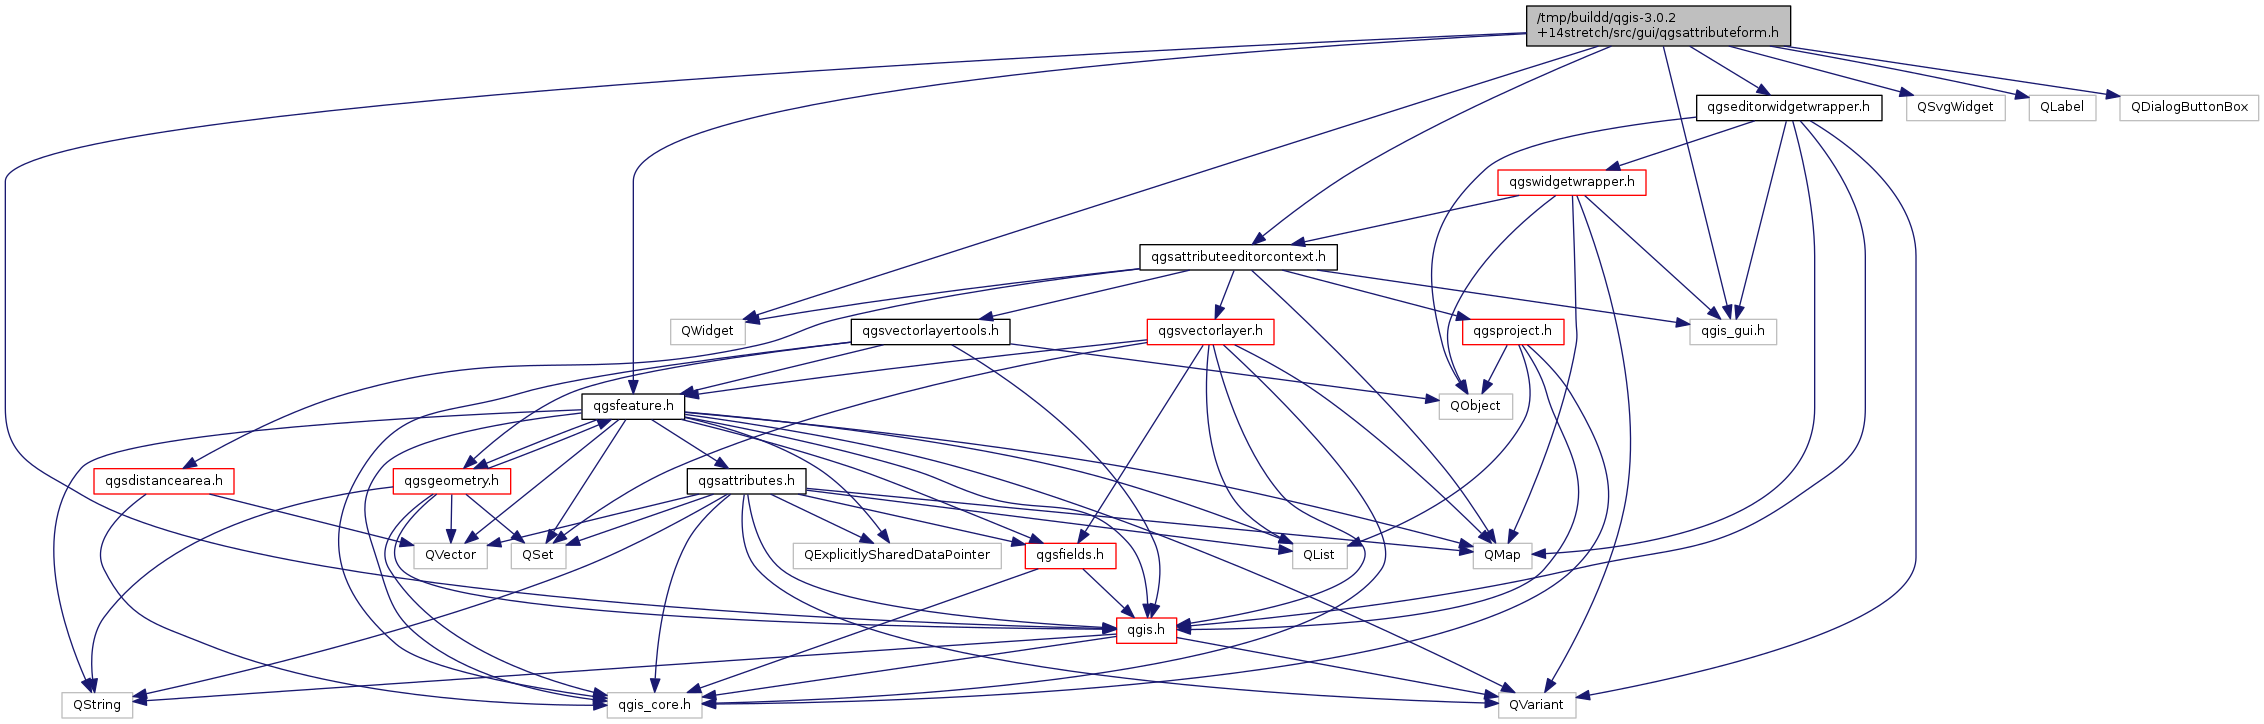 /tmp/buildd/qgis-3.0.2
+14stretch/src/gui/qgsattributeform.h
qgseditorwidgetwrapper.h
QSvgWidget
QLabel
QDialogButtonBox
qgswidgetwrapper.h
qgsattributeeditorcontext.h
QWidget
qgsvectorlayertools.h
qgsvectorlayer.h
qgsproject.h
qgis_gui.h
qgsfeature.h
QObject
qgsdistancearea.h
qgsgeometry.h
qgsattributes.h
QVector
QSet
QExplicitlySharedDataPointer
qgsfields.h
QList
QMap
qgis.h
QString
qgis_core.h
QVariant